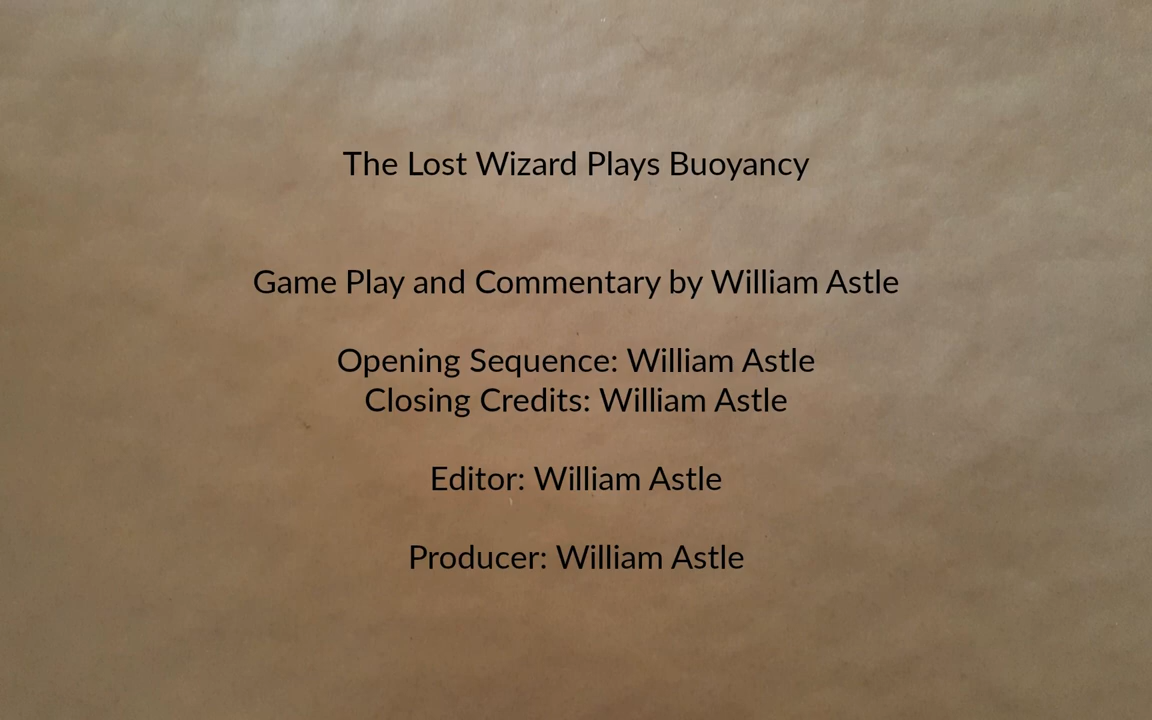 The Lost Wizard Plays Buoyancy
Game Play and Commentary by William Astle
Opening Sequence: William Astle
Closing Credits: William Astle
Editor: William Astle
Producer: William Astle